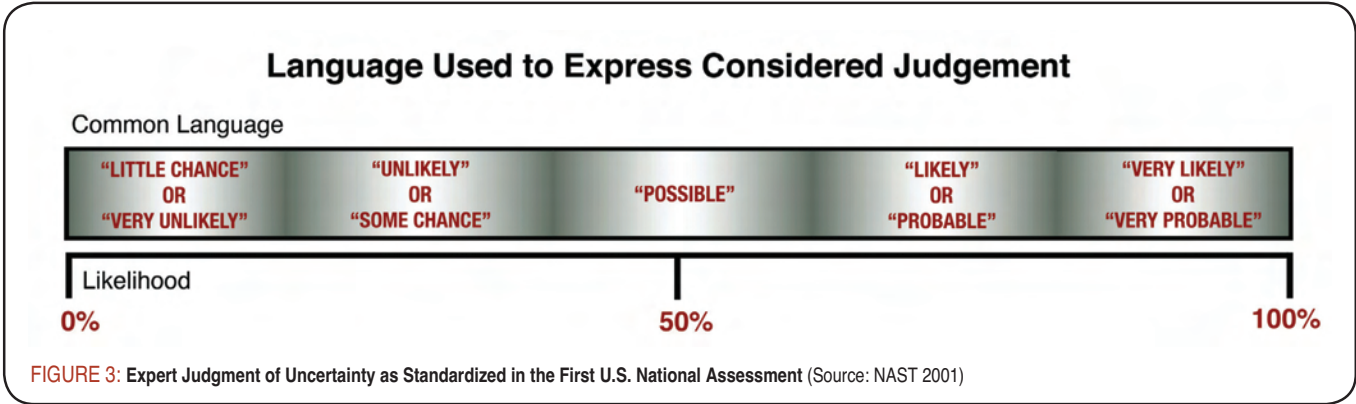 Language Used to Express Considered Judgement
Common Language
“LITTLE CHANCE”
OR
“VERY UNLIKELY”
“UNLIKELY”
OR
“SOME CHANCE”
“POSSIBLE”
“LIKELY”
OR
“PROBABLE”
“VERY LIKELY”
OR
“VERY PROBABLE”
Likelihood
0%
50%
100%
FIGURE 3: Expert Judgment of Uncertainty as Standardized in the First U.S. National Assessment (Source: NAST 2001)